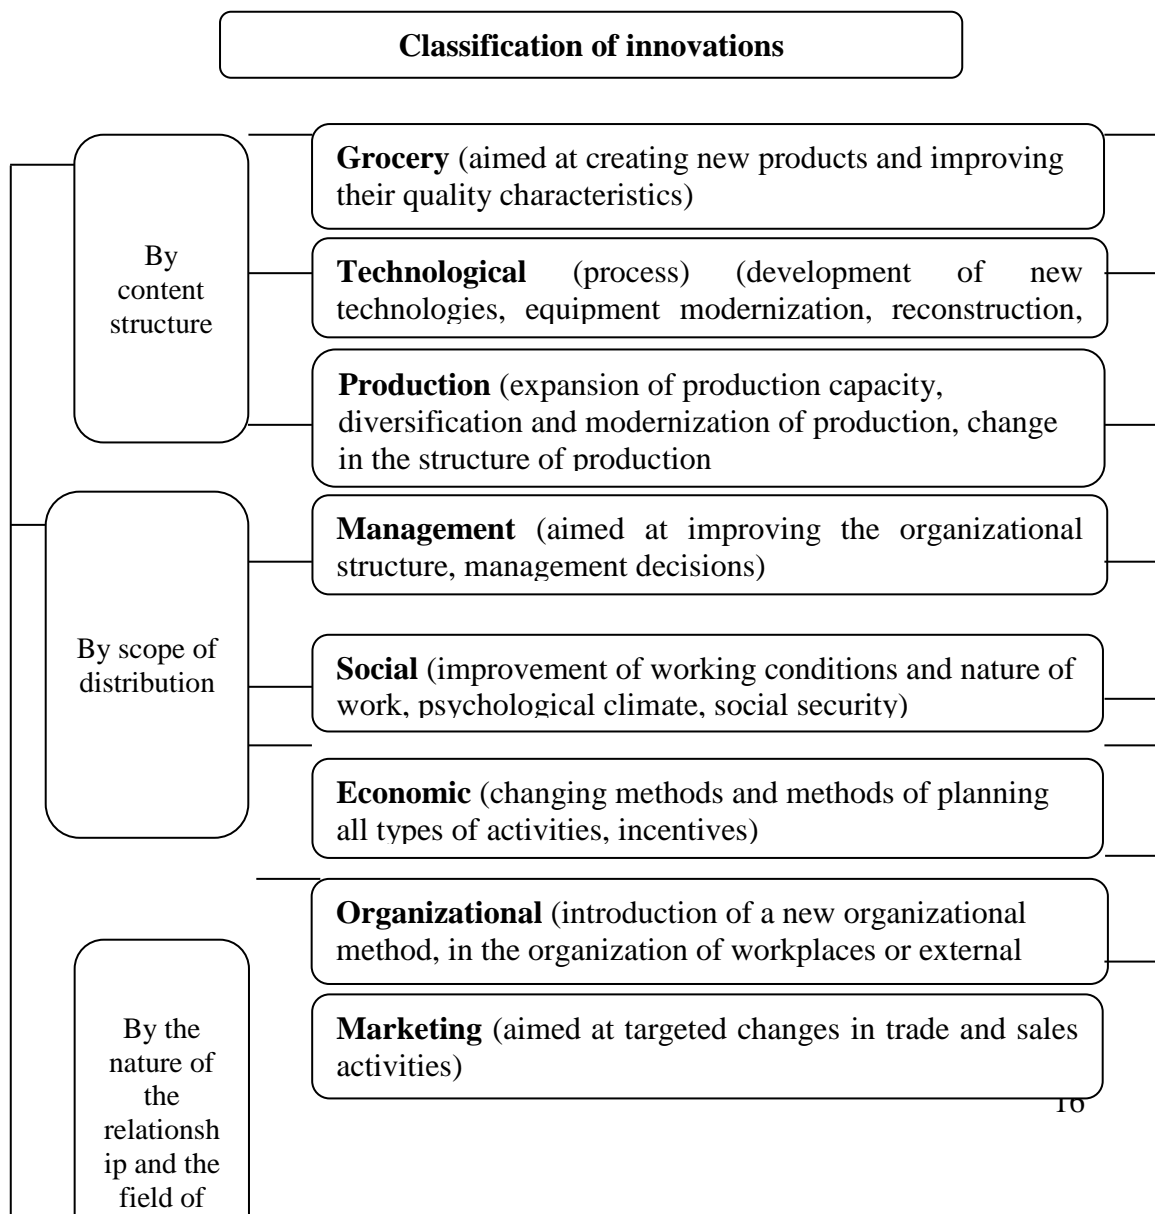 Classification of innovations
By
content
structure
Grocery (aimed at creating new products and improving
their quality characteristics)
Technological (process) (development of new
technologies, equipment modernization, reconstruction,
Production (expansion of production capacity,
diversification and modernization of production, change
in the structure of production
By scope of
distribution
Management (aimed at improving the organizational
structure, management decisions)
Social (improvement of working conditions and nature of
work, psychological climate, social security)
Economic (changing methods and methods of planning
all types of activities, incentives)
By the
nature of
the
relationsh
ip and the
field of
Organizational (introduction of a new organizational
method, in the organization of workplaces or external
Marketing (aimed at targeted changes in trade and sales
activities)
16